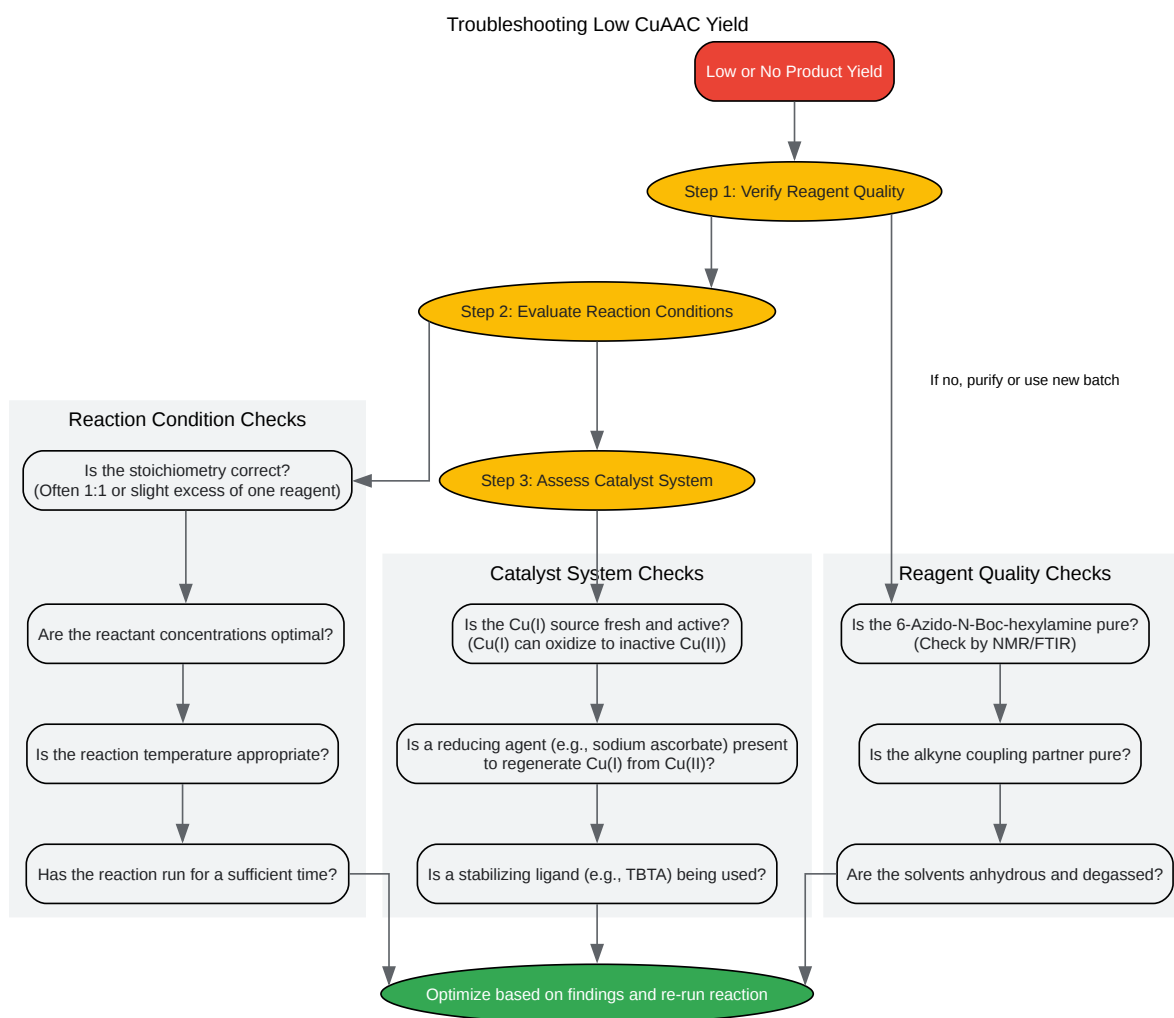 Troubleshooting Low CuAAC Yield
Low or No Product Yield
Step 1: Verify Reagent Quality
Step 2: Evaluate Reaction Conditions
If no, purify or use new batch
Reaction Condition Checks
Is the stoichiometry correct?
(Often 1:1 or slight excess of one reagent)
Step 3: Assess Catalyst System
Catalyst System Checks
Reagent Quality Checks
Are the reactant concentrations optimal?
Is the Cu(I) source fresh and active?
(Cu(I) can oxidize to inactive Cu(II))
Is the 6-Azido-N-Boc-hexylamine pure?
(Check by NMR/FTIR)
Is the reaction temperature appropriate?
Is a reducing agent (e.g., sodium ascorbate) present
to regenerate Cu(I) from Cu(II)?
Is the alkyne coupling partner pure?
Has the reaction run for a sufficient time?
Is a stabilizing ligand (e.g., TBTA) being used?
Are the solvents anhydrous and degassed?
Optimize based on findings and re-run reaction